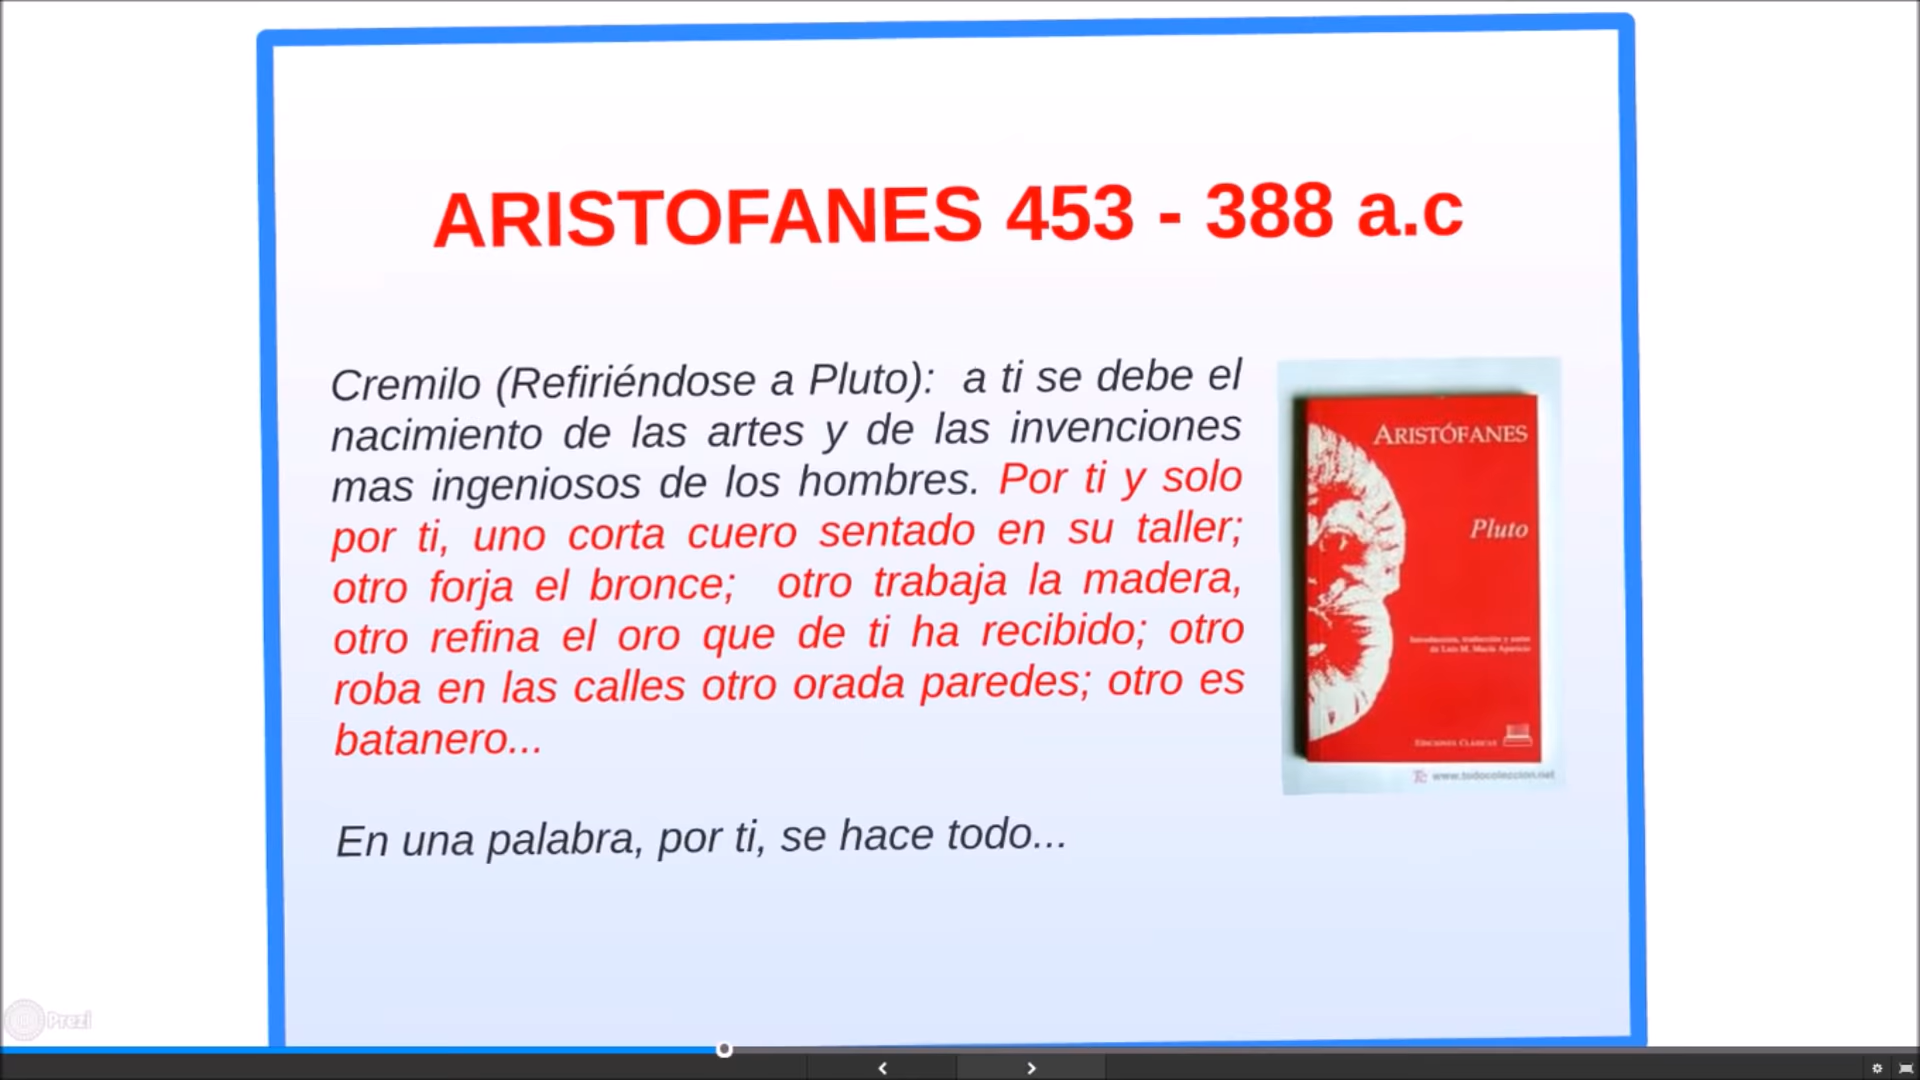 ARISTOFANES 453 - 388 a.c
Cremilo (Refiriéndose a Pluto): a ti se debe el
nacimiento de las artes y de las invenciones
mas ingeniosos de los hombres. Por ti y solo
por ti, uno corta cuero sentado en su taller;
otro forja el bronce; otro trabaja la madera,
otro refina el oro que de ti ha recibido; otro
roba en las calles otro orada paredes; otro es
batanero...
En una palabra, por ti, se hace todo...
ARISTÓFANES
Pluto
Introducción, traducción y notas
de Luis M. Macía Aparicio
EDICIONES CLÁSICAS
Tc www.todocoleccion.net
Prezi